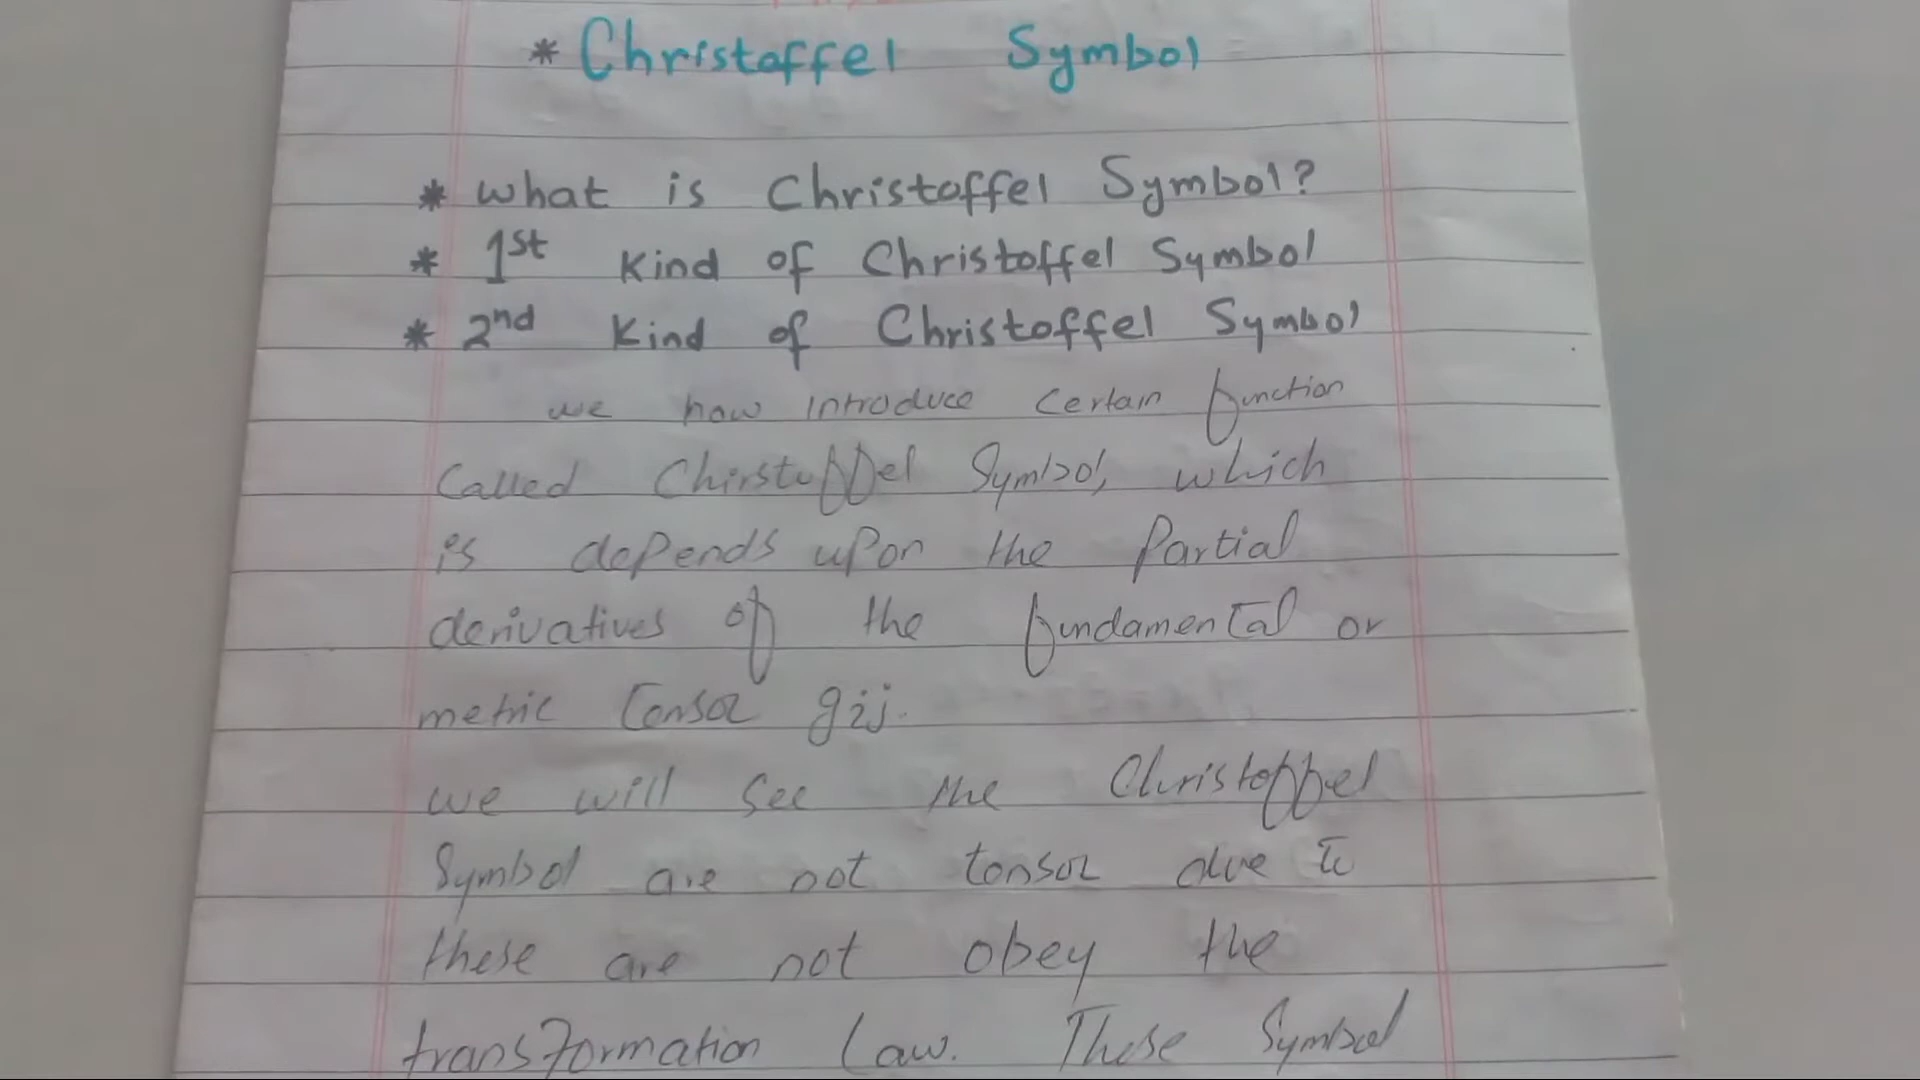 * Christoffel Symbol
* what is Christoffel Symbol?
* 1st Kind of Christoffel Symbol
* 2nd Kind of Christoffel Symbol
we now introduce certain function
Called Chirstoffel Symbol, which
is depends upon the Partial
derivatives of the fundamental or
metric tensor gij.
we will see the Christoffel
Symbol are not tensor due to
these are not obey the
transformation law. These Symbol